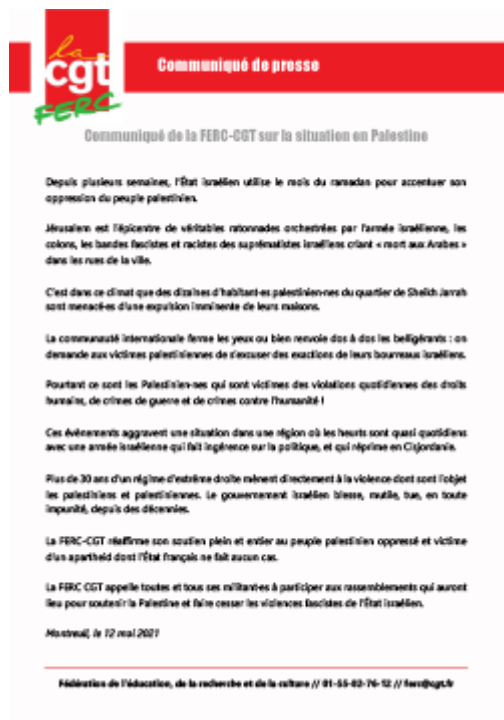 la
cgt
FERC
Communiqué de presse
Communiqué de la FERC-CGT sur la situation en Palestine
Depuis plusieurs semaines, l'État israélien utilise le mois du ramadan pour accentuer son
oppression du peuple palestinien.
Jérusalem est l'épicentre de véritables ratonnades orchestrées par l'armée israélienne, les
colons, les bandes fascistes et racistes des suprématistes israéliens criant « mort aux Arabes »
dans les rues de la ville.
C'est dans ce climat que des dizaines d'habitant·es palestinien·nes du quartier de Sheikh Jarrah
sont menacé·es d'une expulsion imminente de leurs maisons.
La communauté internationale ferme les yeux ou bien renvoie dos à dos les belligérants : on
demande aux victimes palestiniennes de s'excuser des exactions de leurs bourreaux israéliens.
Pourtant ce sont les Palestinien·nes qui sont victimes des violations quotidiennes des droits
humains, de crimes de guerre et de crimes contre l'humanité !
Ces évènements aggravent une situation dans une région où les heurts sont quasi quotidiens
avec une armée israélienne qui fait ingérence sur la politique, et qui réprime en Cisjordanie.
Plus de 30 ans d'un régime d'extrême droite mènent directement à la violence dont sont l'objet
les palestiniens et palestiniennes. Le gouvernement israélien blesse, mutile, tue, en toute
impunité, depuis des décennies.
La FERC-CGT réaffirme son soutien plein et entier au peuple palestinien oppressé et victime
d'un apartheid dont l'État français ne fait aucun cas.
La FERC CGT appelle toutes et tous ses militant·es à participer aux rassemblements qui auront
lieu pour soutenir la Palestine et faire cesser les violences fascistes de l'État israélien.
Montreuil, le 12 mai 2021
Fédération de l'éducation, de la recherche et de la culture // 01-55-82-76-12 // ferc@cgt.fr